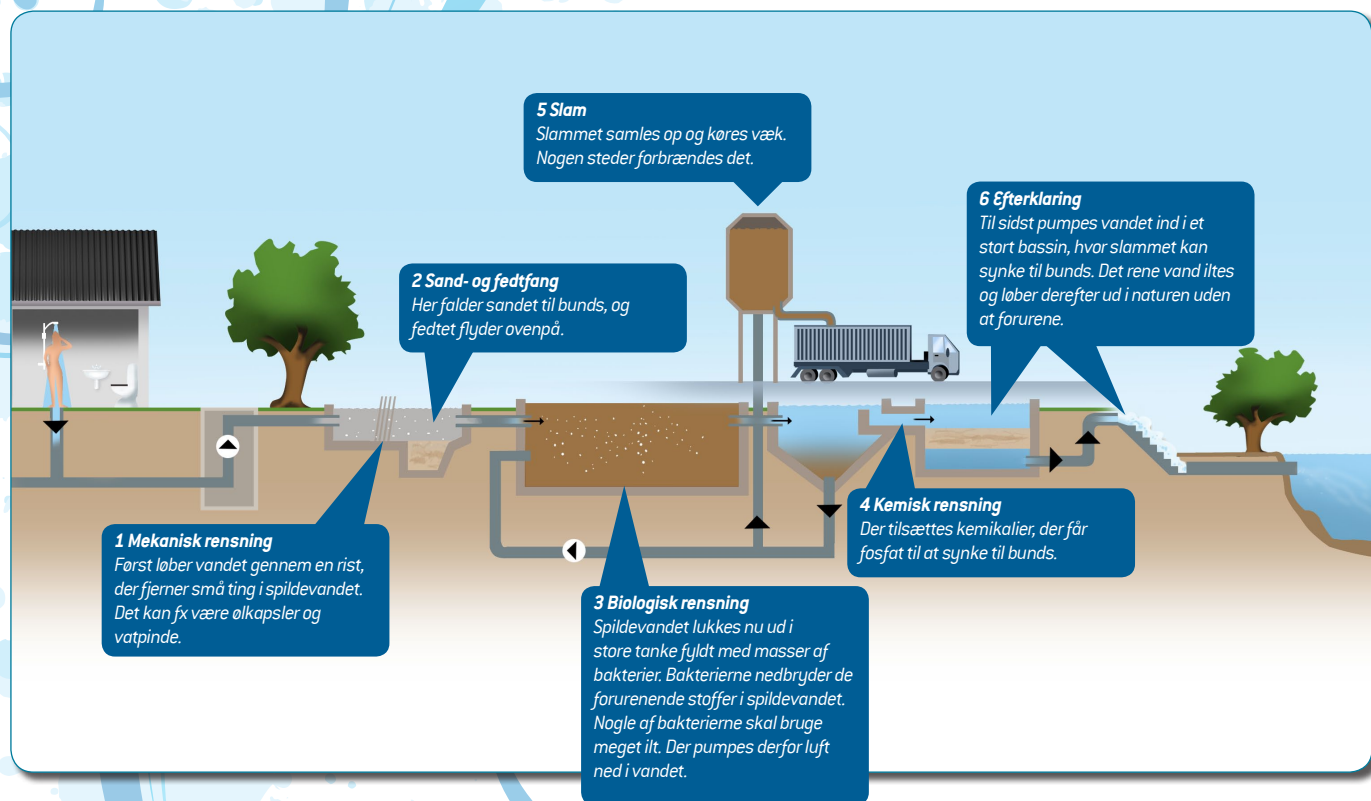 1 Mekanisk rensning
Først løber vandet gennem en rist,
der fjerner små ting i spildevandet.
Det kan fx være ølkapsler og
vatpinde.
2 Sand- og fedtfang
Her falder sandet til bunds, og
fedtet flyder ovenpå.
3 Biologisk rensning
Spildevandet lukkes nu ud i
store tanke fyldt med masser af
bakterier. Bakterierne nedbryder de
forurenende stoffer i spildevandet.
Nogle af bakterierne skal bruge
meget ilt. Der pumpes derfor luft
ned i vandet.
4 Kemisk rensning
Der tilsættes kemikalier, der får
fosfat til at synke til bunds.
5 Slam
Slammet samles op og køres væk.
Nogen steder forbrændes det.
6 Efterklaring
Til sidst pumpes vandet ind i et
stort bassin, hvor slammet kan
synke til bunds. Det rene vand iltes
og løber derefter ud i naturen uden
at forurene.